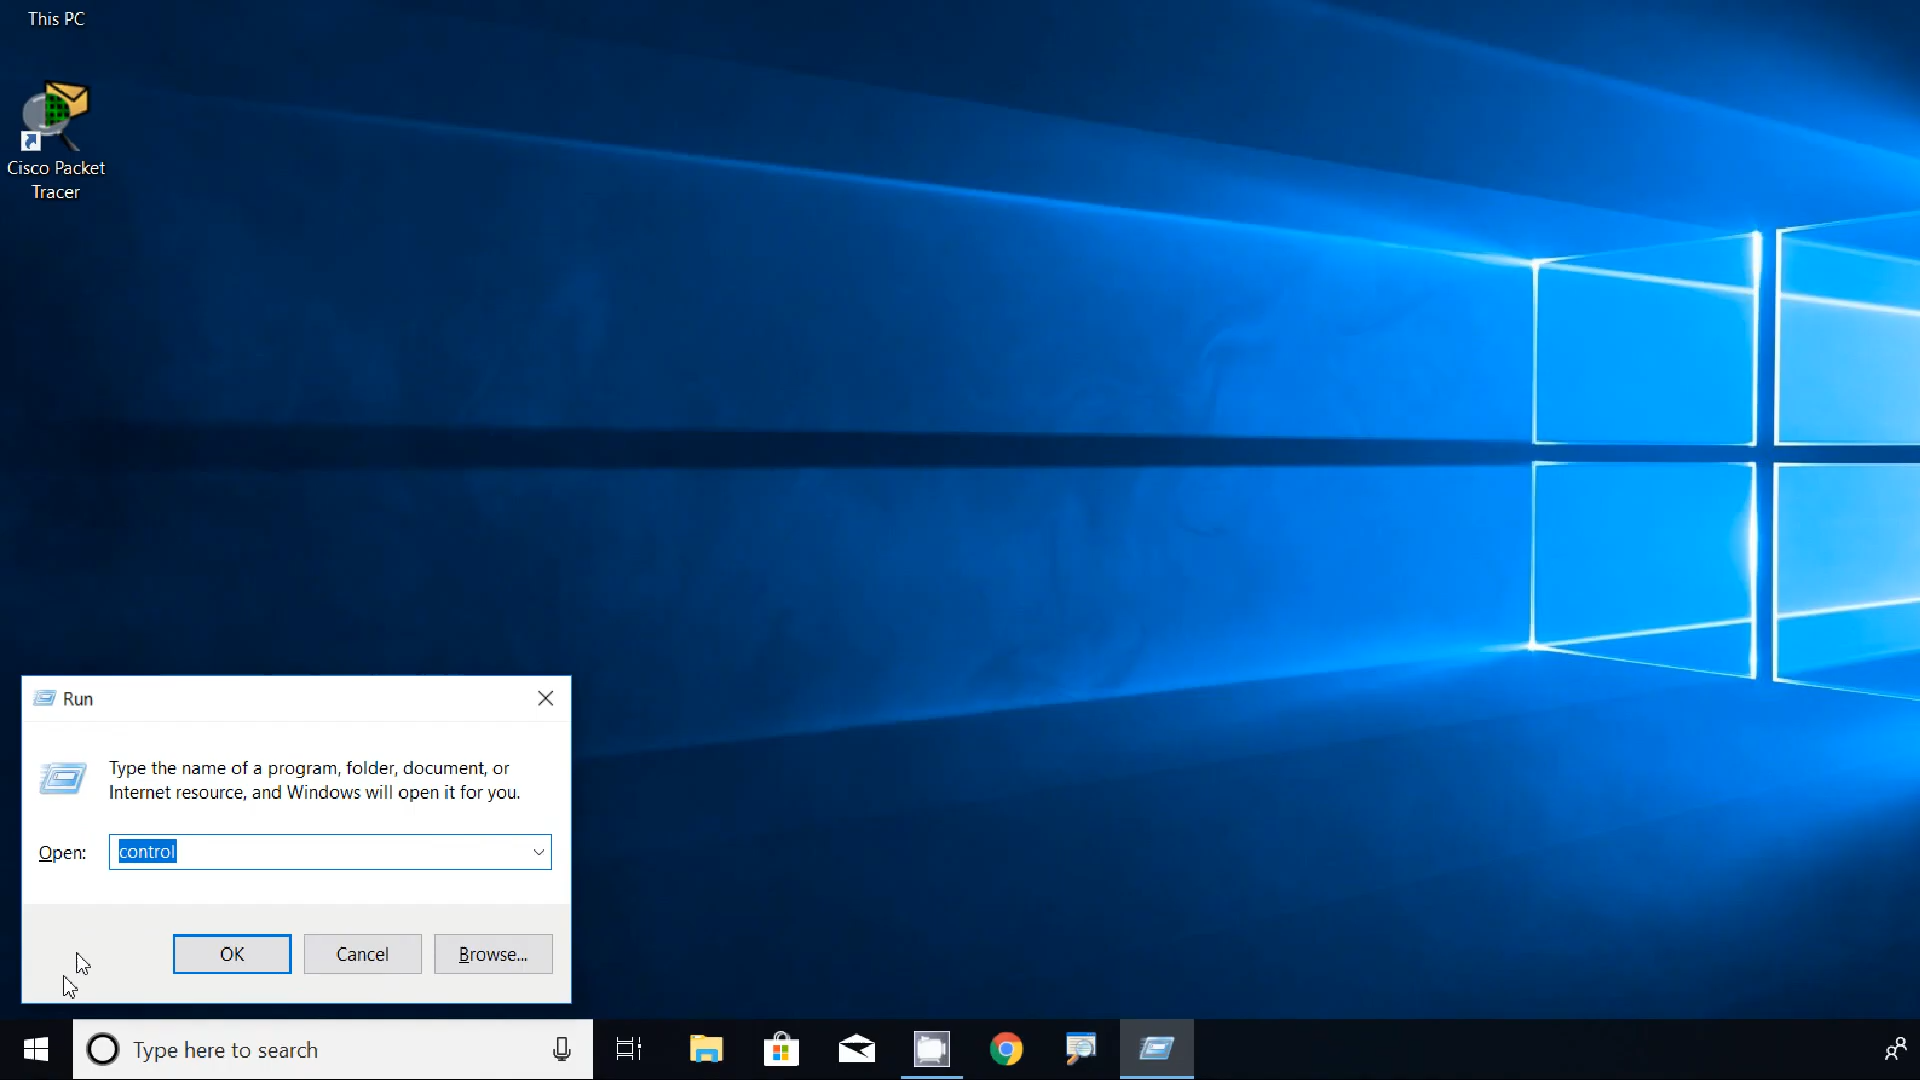 This PC
Cisco Packet
Tracer
Run
Type the name of a program, folder, document, or
Internet resource, and Windows will open it for you.
Open:
control
OK
Cancel
Browse...
Type here to search